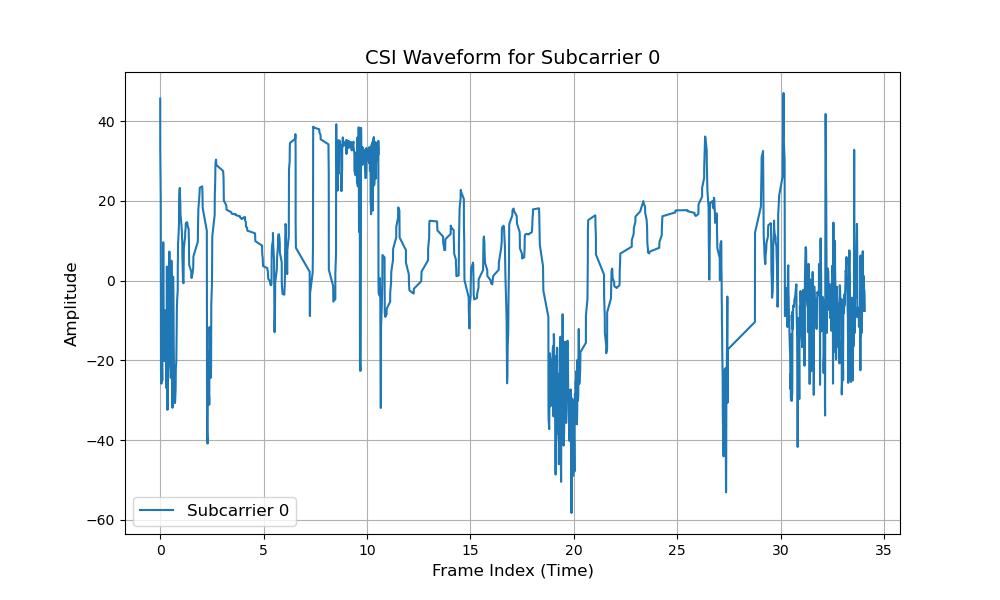 CSI Waveform for Subcarrier 0
Amplitude
40
20
0
−20
−40
−60
Subcarrier 0
0 5 10 15 20 25 30 35
Frame Index (Time)